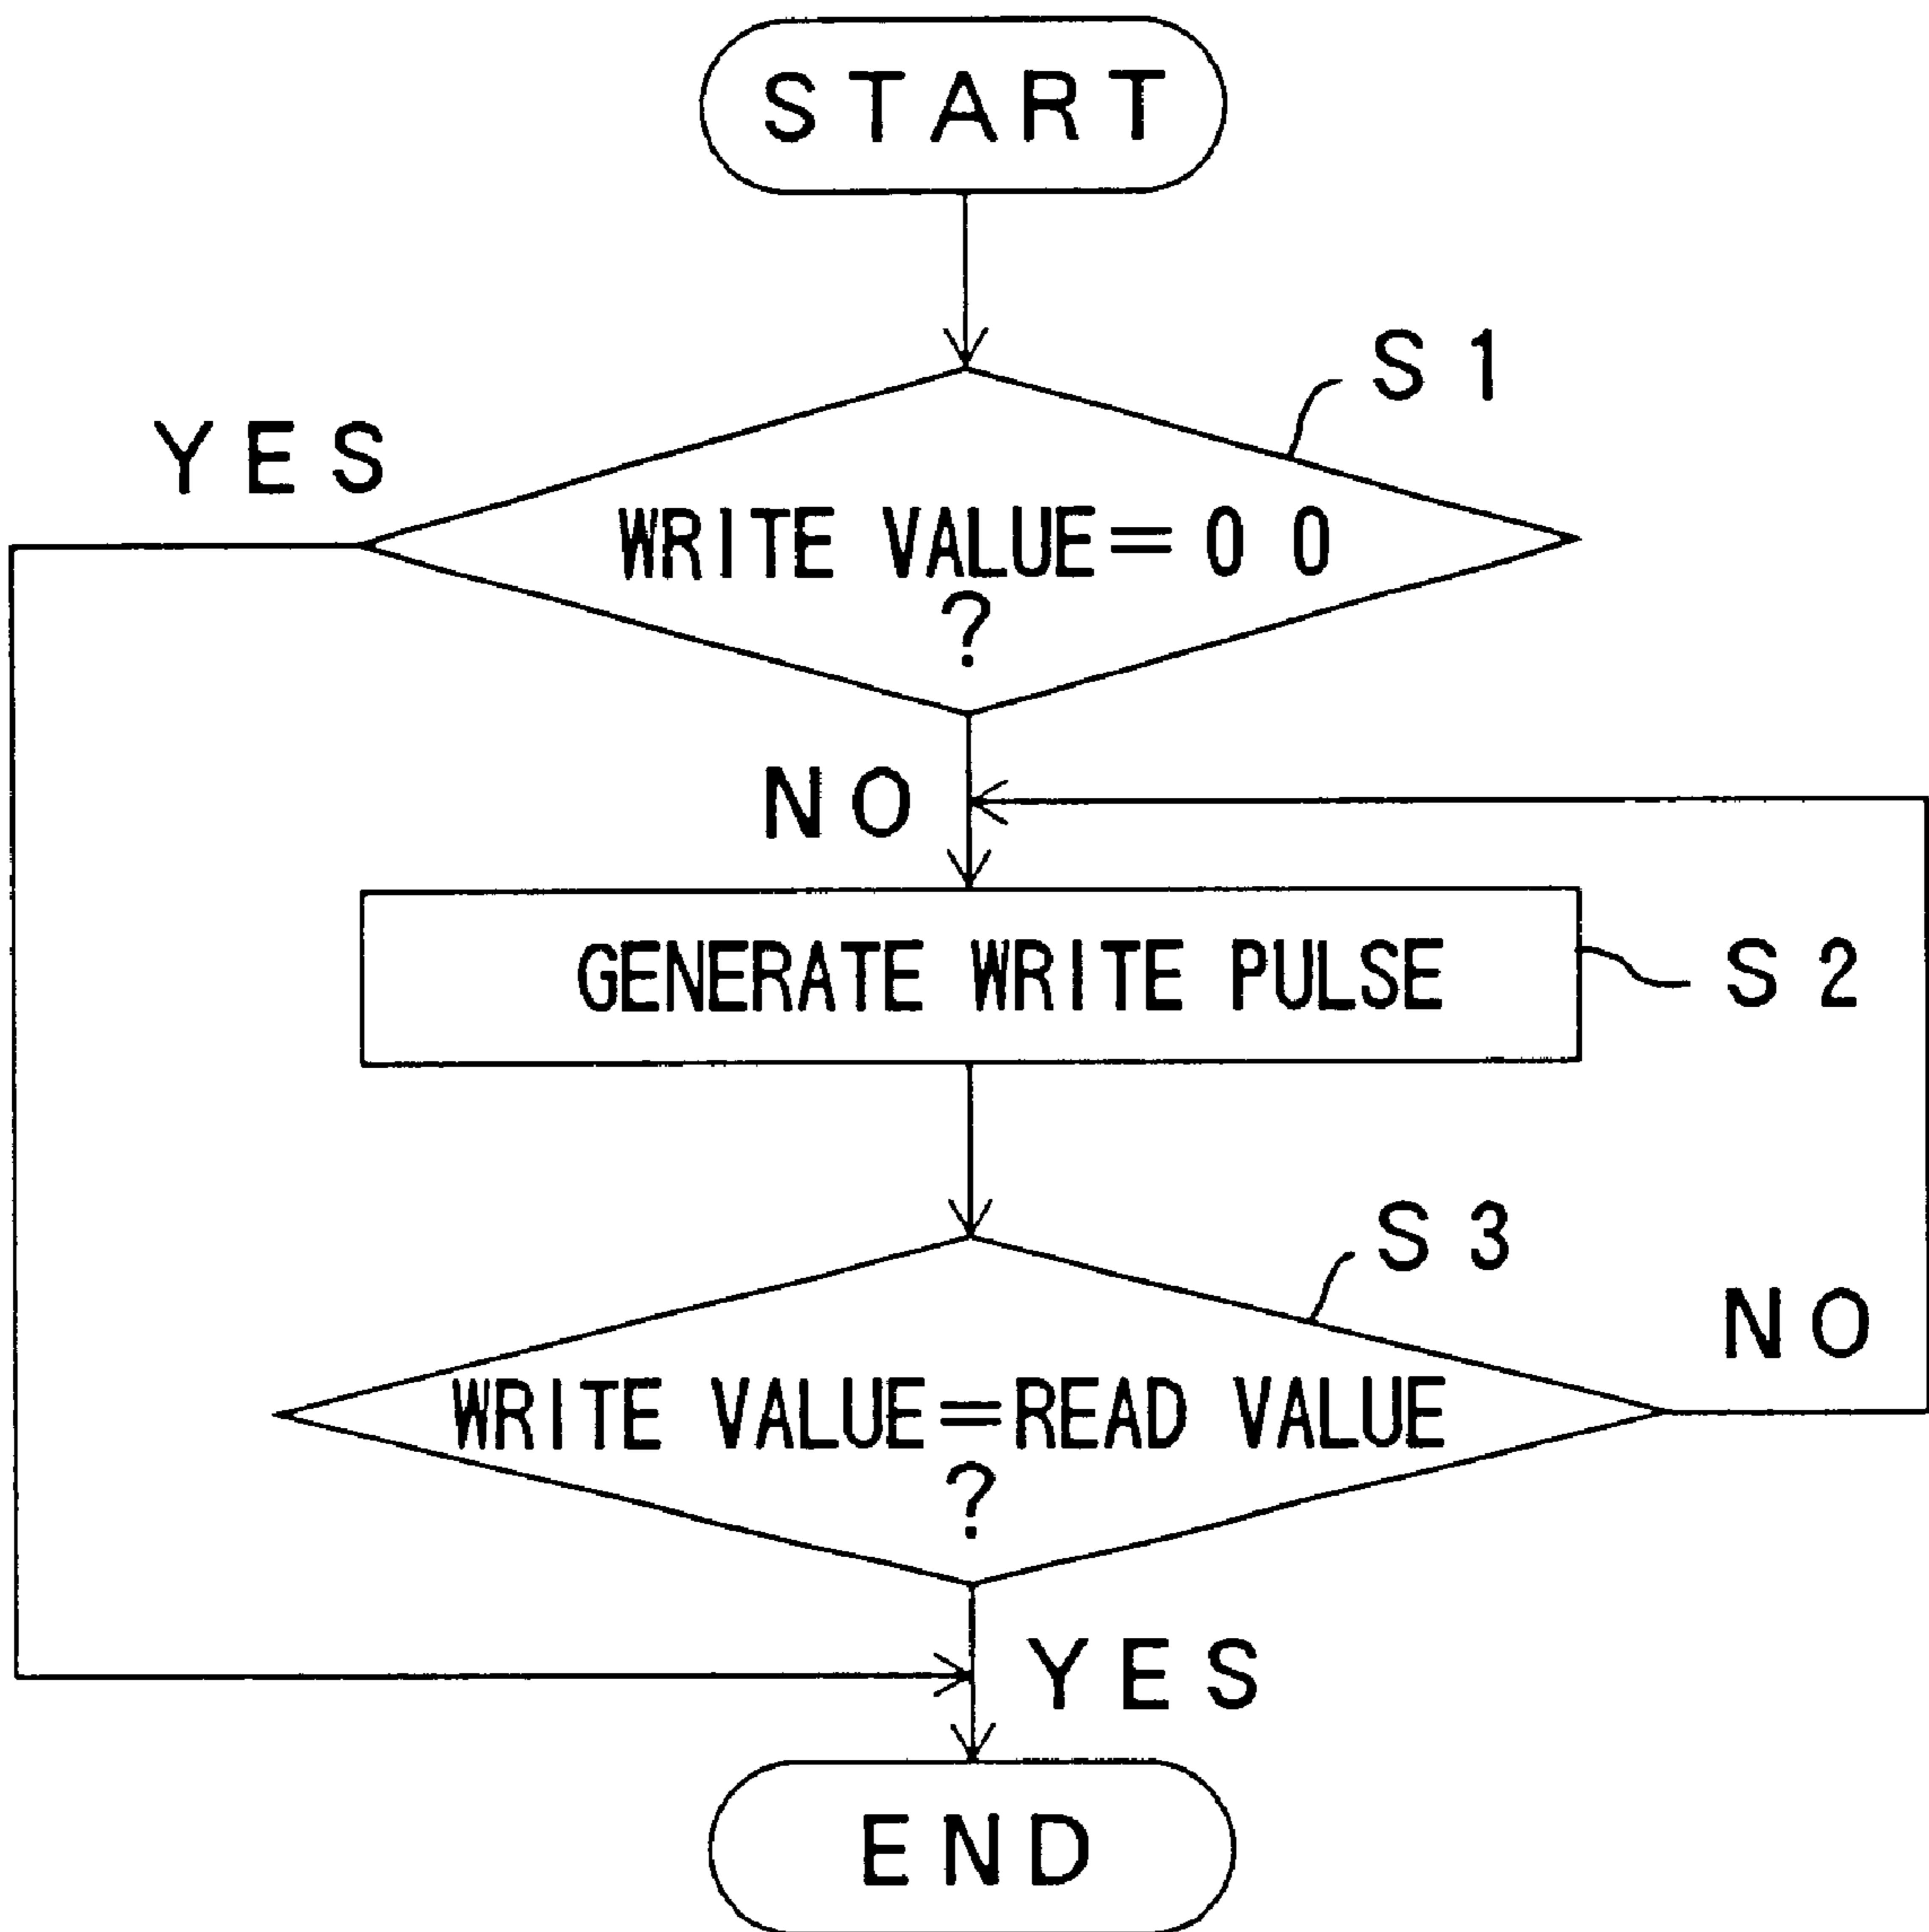 START
S1
YES
WRITE VALUE=00
?
NO
GENERATE WRITE PULSE
S2
S3
NO
WRITE VALUE=READ VALUE
?
YES
END